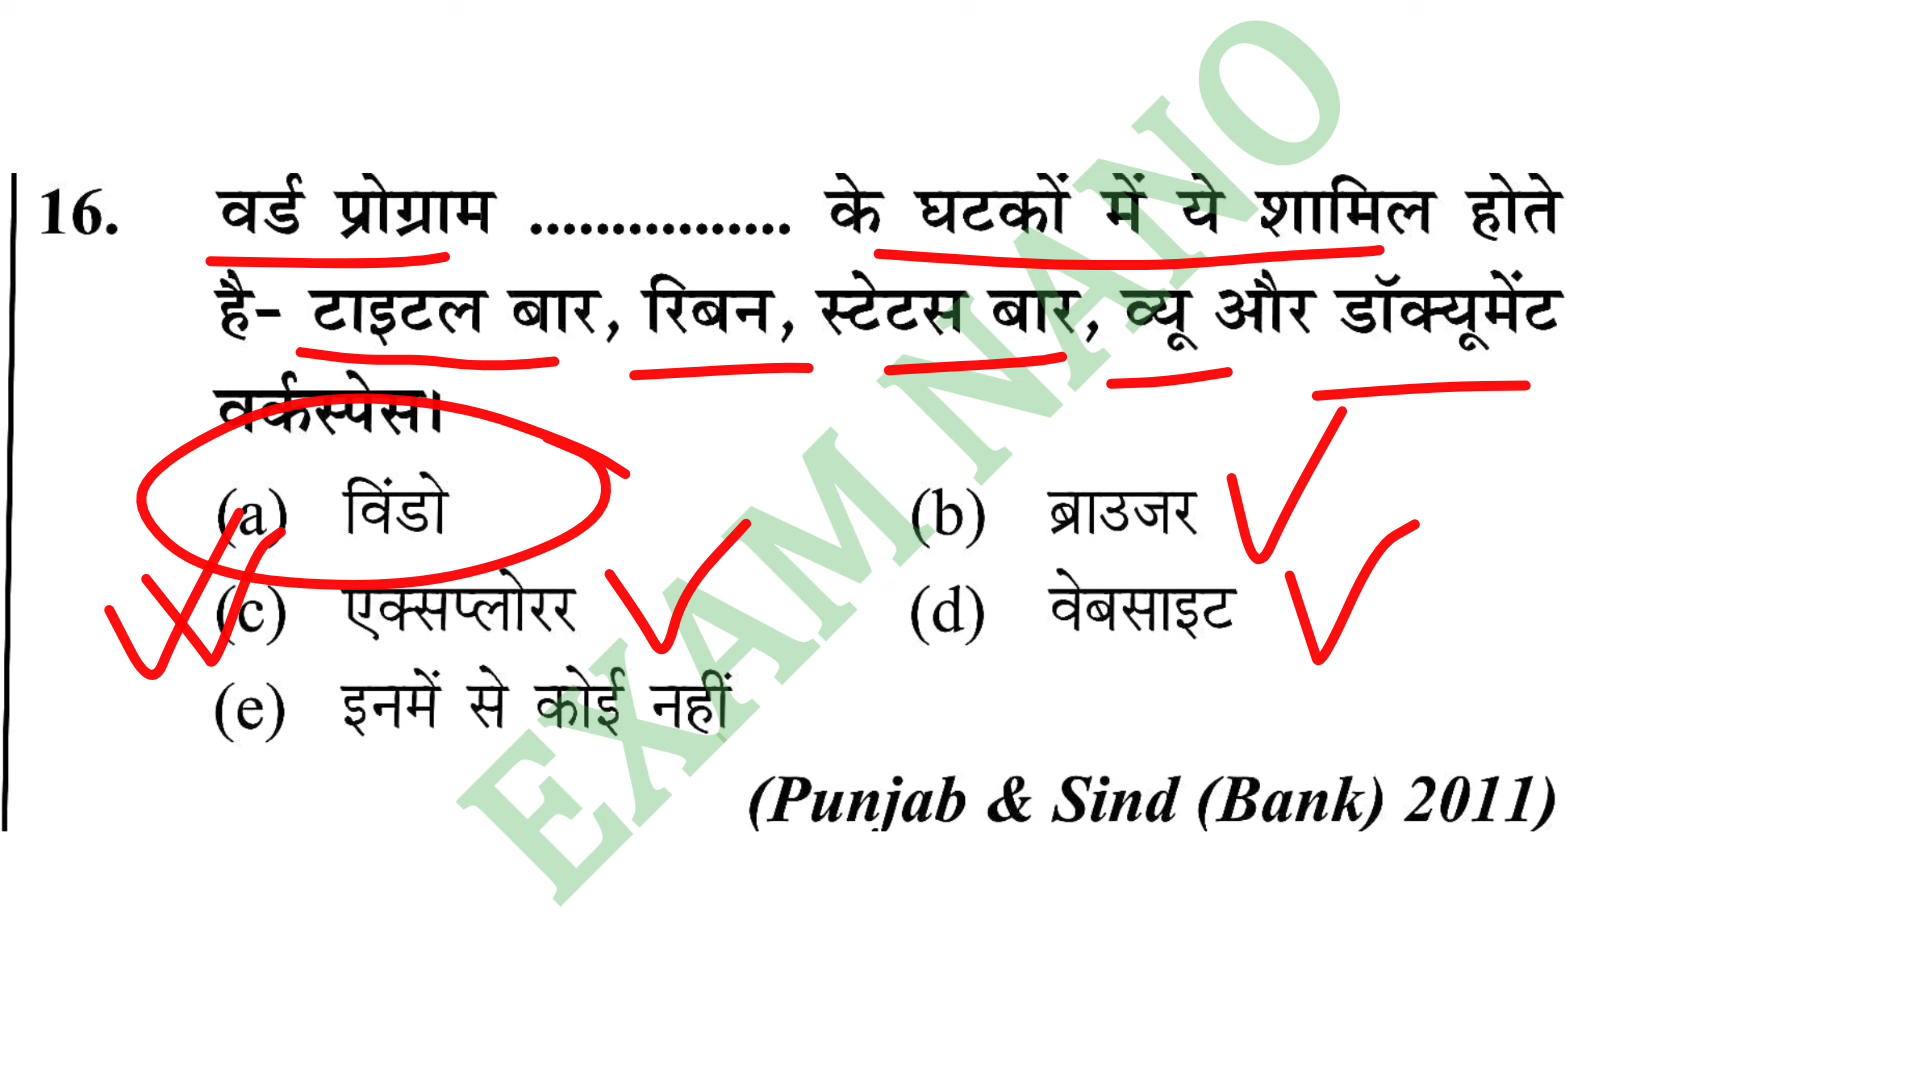 16. वर्ड प्रोग्राम ............... के घटकों में ये शामिल होते
है- टाइटल बार, रिबन, स्टेटस बार, व्यू और डॉक्यूमेंट
वर्कस्पेस।
(a) विंडो (b) ब्राउजर
(c) एक्सप्लोरर (d) वेबसाइट
(e) इनमें से कोई नहीं
(Punjab & Sind (Bank) 2011)
EXAM NANO